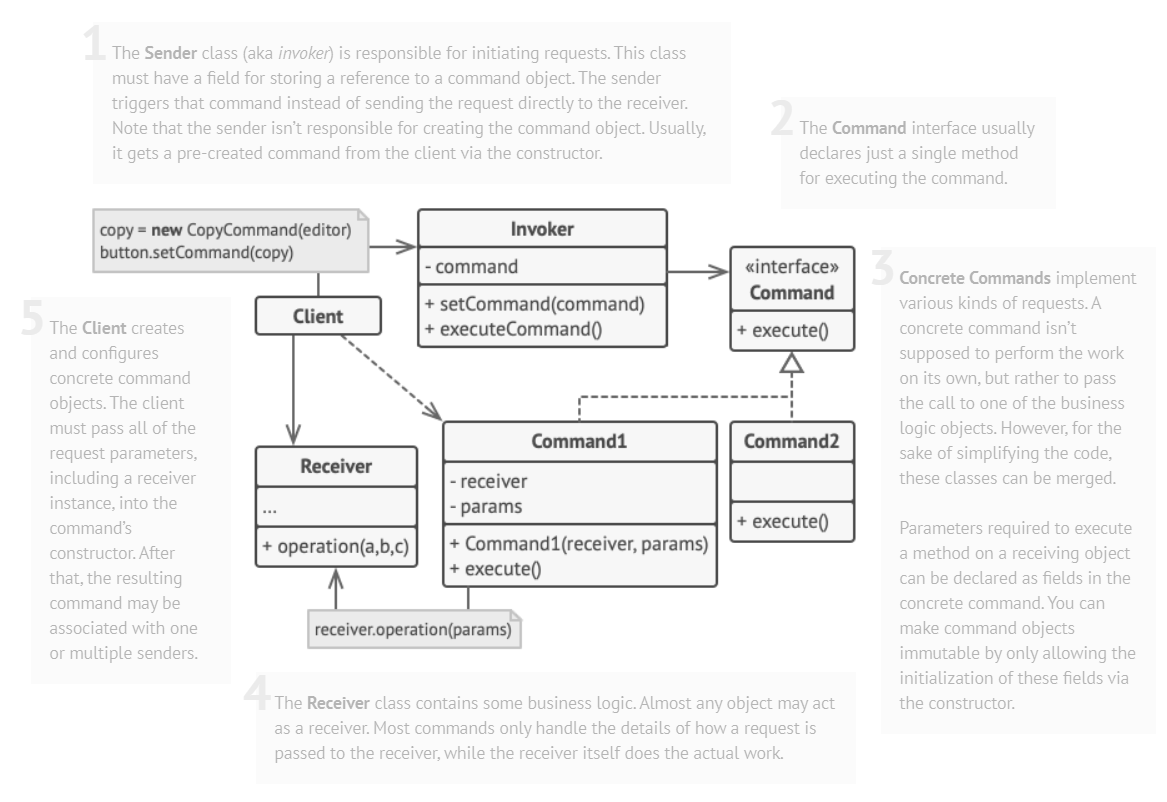 1
The Sender class (aka invoker) is responsible for initiating requests. This class
must have a field for storing a reference to a command object. The sender
triggers that command instead of sending the request directly to the receiver.
Note that the sender isn't responsible for creating the command object. Usually,
it gets a pre-created command from the client via the constructor.
2
The Command interface usually
declares just a single method
for executing the command.
copy = new CopyCommand(editor)
button.setCommand(copy)
Invoker
- command
+ setCommand(command)
+ executeCommand()
«interface»
Command
+ execute()
3
Concrete Commands implement
various kinds of requests. A
concrete command isn't
supposed to perform the work
on its own, but rather to pass
the call to one of the business
logic objects. However, for the
sake of simplifying the code,
these classes can be merged.
Parameters required to execute
a method on a receiving object
can be declared as fields in the
concrete command. You can
make command objects
immutable by only allowing the
initialization of these fields via
the constructor.
Client
5
The Client creates
and configures
concrete command
objects. The client
must pass all of the
request parameters,
including a receiver
instance, into the
command's
constructor. After
that, the resulting
command may be
associated with one
or multiple senders.
Receiver
...
+ operation(a,b,c)
Command1
- receiver
- params
+ Command1(receiver, params)
+ execute()
Command2
+ execute()
receiver.operation(params)
4
The Receiver class contains some business logic. Almost any object may act
as a receiver. Most commands only handle the details of how a request is
passed to the receiver, while the receiver itself does the actual work.